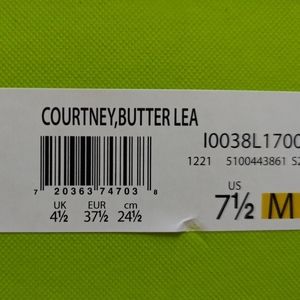 COURTNEY,BUTTER LEA
I0038L1700
1221 5100443861 S2
7 20363 74703 8
US
7½ M
UK EUR cm
4½ 37½ 24½